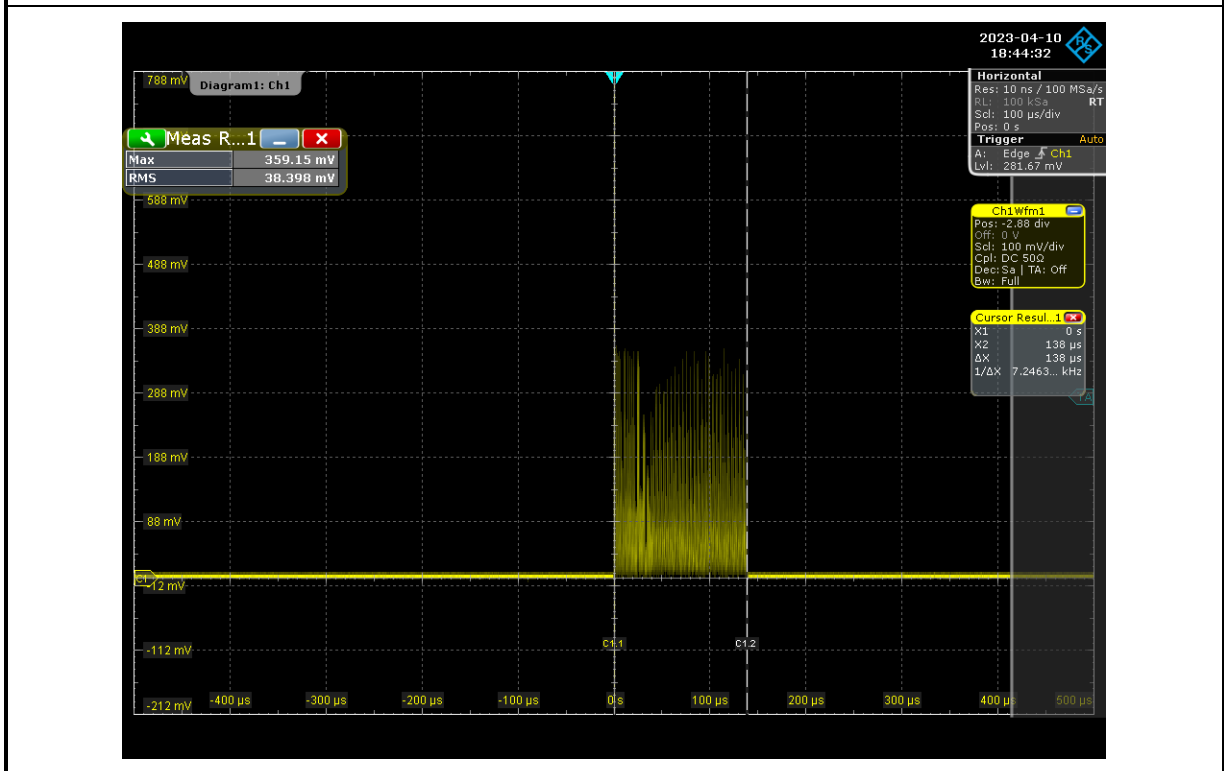 2023-04-10
18:44:32
R&S
Horizontal
Res: 10 ns / 100 MSa/s
RL: 100 kSa RT
Scl: 100 µs/div
Pos: 0 s
Trigger Auto
A: Edge Ch1
Lvl: 281.67 mV
788 mV
Diagram1: Ch1
Meas R...1
Max 359.15 mV
RMS 38.398 mV
588 mV
488 mV
388 mV
288 mV
188 mV
88 mV
C1
-12 mV
-112 mV
-212 mV
Ch1Wfm1
Pos: -2.88 div
Off: 0 V
Scl: 100 mV/div
Cpl: DC 50Ω
Dec: Sa | TA: Off
Bw: Full
Cursor Resul...1
X1 0 s
X2 138 µs
ΔX 138 µs
1/ΔX 7.2463... kHz
TA
C1.1
C1.2
-400 µs -300 µs -200 µs -100 µs 0 s 100 µs 200 µs 300 µs 400 µs 500 µs